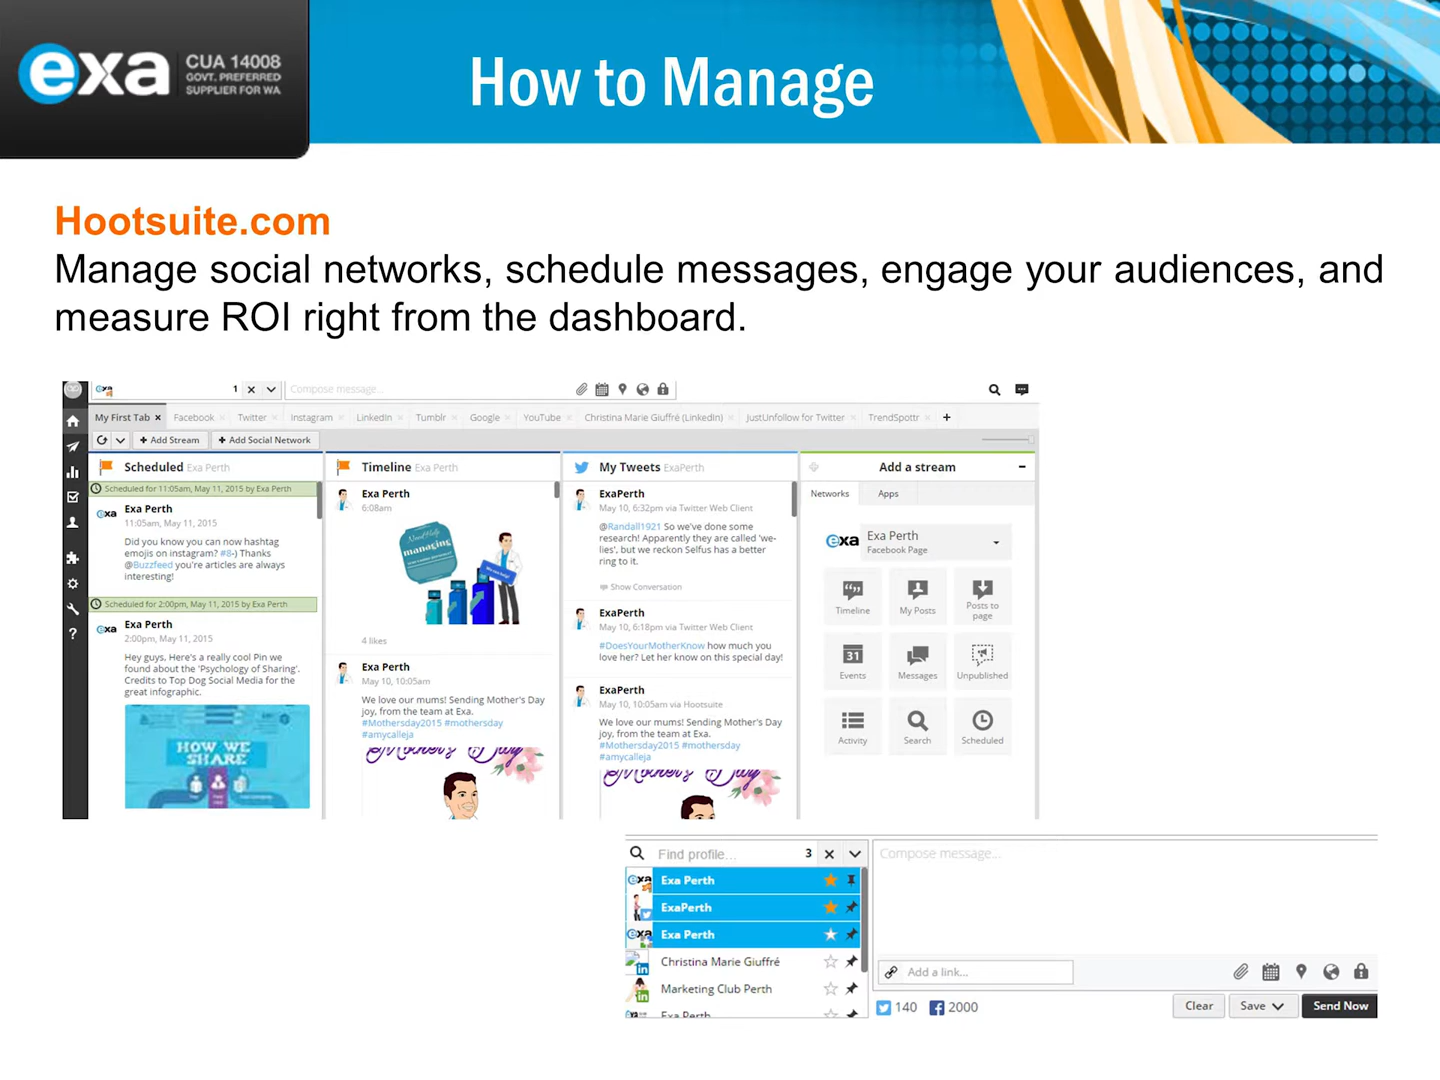 exa
CUA 14008
GOVT. PREFERRED
SUPPLIER FOR WA
How to Manage
Hootsuite.com
Manage social networks, schedule messages, engage your audiences, and
measure ROI right from the dashboard.
exa
1
Compose message...
My First Tab
Facebook
Twitter
Instagram
LinkedIn
Tumblr
Google
YouTube
Christina Marie Giuffré (LinkedIn)
JustUnfollow for Twitter
TrendSpottr
Add Stream
Add Social Network
Scheduled Exa Perth
Scheduled for 11:05am, May 11, 2015 by Exa Perth
exa
Exa Perth
11:05am, May 11, 2015
Did you know you can now hashtag
emojis on instagram? #8-) Thanks
@Buzzfeed you're articles are always
interesting!
Scheduled for 2:00pm, May 11, 2015 by Exa Perth
exa
Exa Perth
2:00pm, May 11, 2015
Hey guys, Here's a really cool Pin we
found about the 'Psychology of Sharing'.
Credits to Top Dog Social Media for the
great infographic.
HOW WE
SHARE
Timeline Exa Perth
Exa Perth
6:08am
Need Help
managing
4 likes
Exa Perth
May 10, 10:05am
We love our mums! Sending Mother's Day
joy, from the team at Exa.
#Mothersday2015 #mothersday
#amycalleja
Mother's Day
My Tweets ExaPerth
ExaPerth
May 10, 6:32pm via Twitter Web Client
@Randall1921 So we've done some
research! Apparently they are called 'we-
lies', but we reckon Selfus has a better
ring to it.
Show Conversation
ExaPerth
May 10, 6:18pm via Twitter Web Client
#DoesYourMotherKnow how much you
love her? Let her know on this special day!
ExaPerth
May 10, 10:05am via Hootsuite
We love our mums! Sending Mother's Day
joy, from the team at Exa.
#Mothersday2015 #mothersday
#amycalleja
Mother's Day
Add a stream
Networks
Apps
exa
Exa Perth
Facebook Page
Timeline
My Posts
Posts to
page
31
Events
Messages
Unpublished
Activity
Search
Scheduled
Find profile...
3
Compose message...
exa
Exa Perth
ExaPerth
exa
Exa Perth
Christina Marie Giuffré
Marketing Club Perth
Exa Perth
Add a link...
140
2000
Clear
Save
Send Now